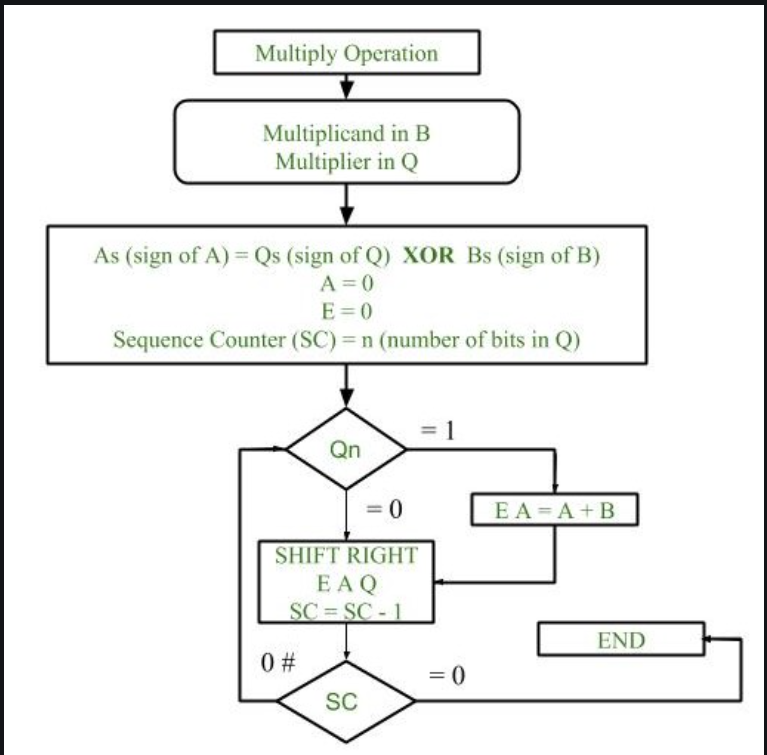 Multiply Operation
Multiplicand in B
Multiplier in Q
As (sign of A) = Qs (sign of Q) XOR Bs (sign of B)
A = 0
E = 0
Sequence Counter (SC) = n (number of bits in Q)
Qn
= 1
= 0
E A = A + B
SHIFT RIGHT
E A Q
SC = SC - 1
END
0 #
= 0
SC